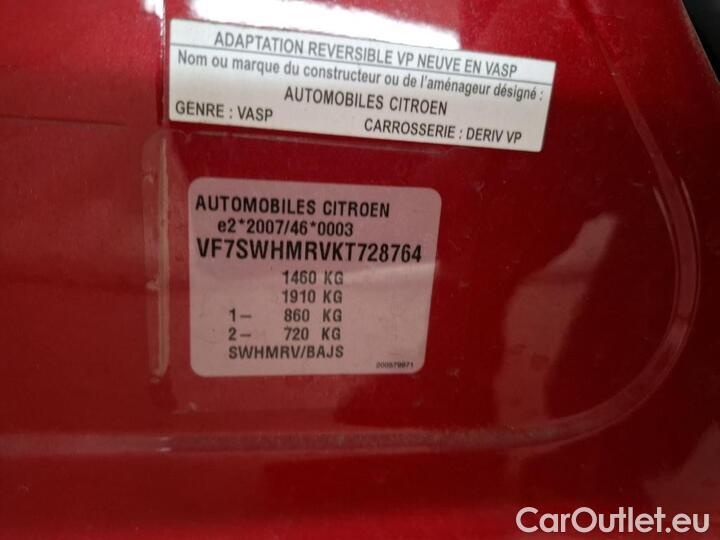 ADAPTATION REVERSIBLE VP NEUVE EN VASP
Nom ou marque du constructeur ou de l'aménageur désigné :
AUTOMOBILES CITROEN
GENRE : VASP CARROSSERIE : DERIV VP
AUTOMOBILES CITROEN
e2*2007/46*0003
VF7SWHMRVKT728764
1460 KG
1910 KG
1- 860 KG
2- 720 KG
SWHMRV/BAJS
200579971
CarOutlet.eu